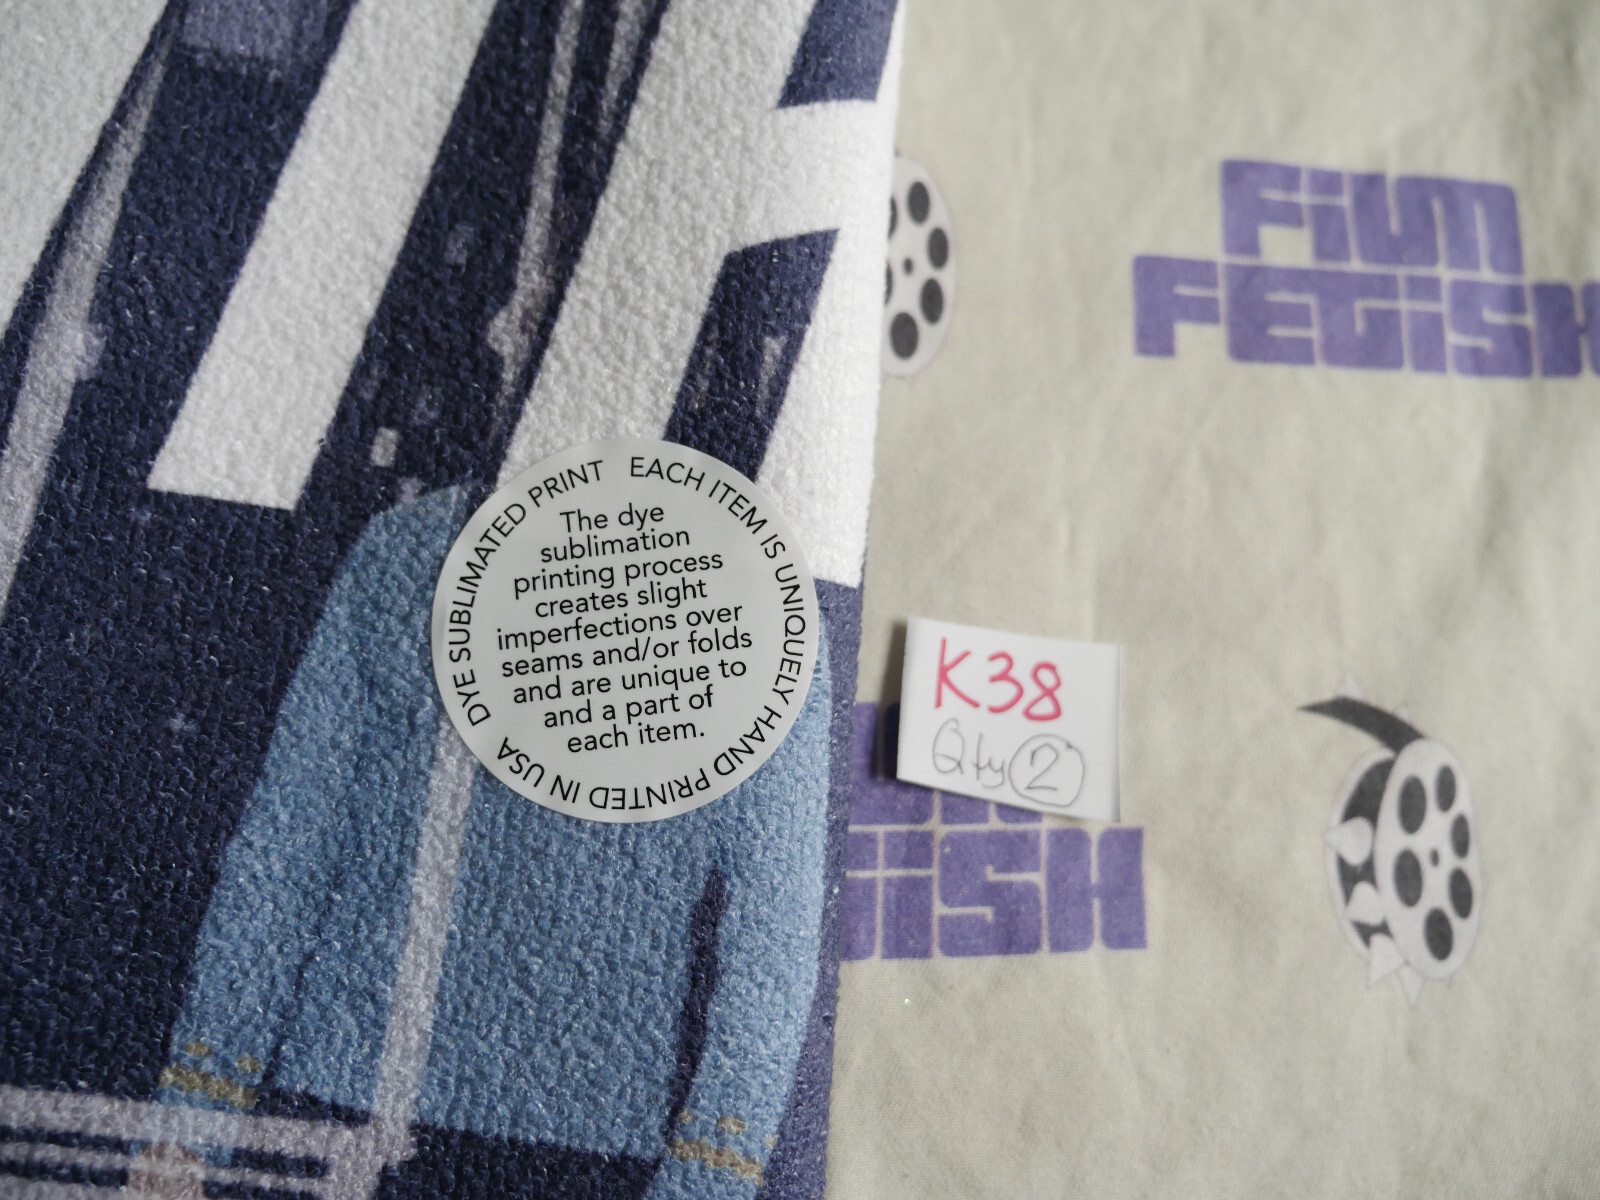 FiLM
FETiSH
DYE SUBLIMATED PRINT EACH ITEM IS UNIQUELY HAND PRINTED IN USA
The dye
sublimation
printing process
creates slight
imperfections over
seams and/or folds
and are unique to
and a part of
each item.
K38
Qty 2
TiSH